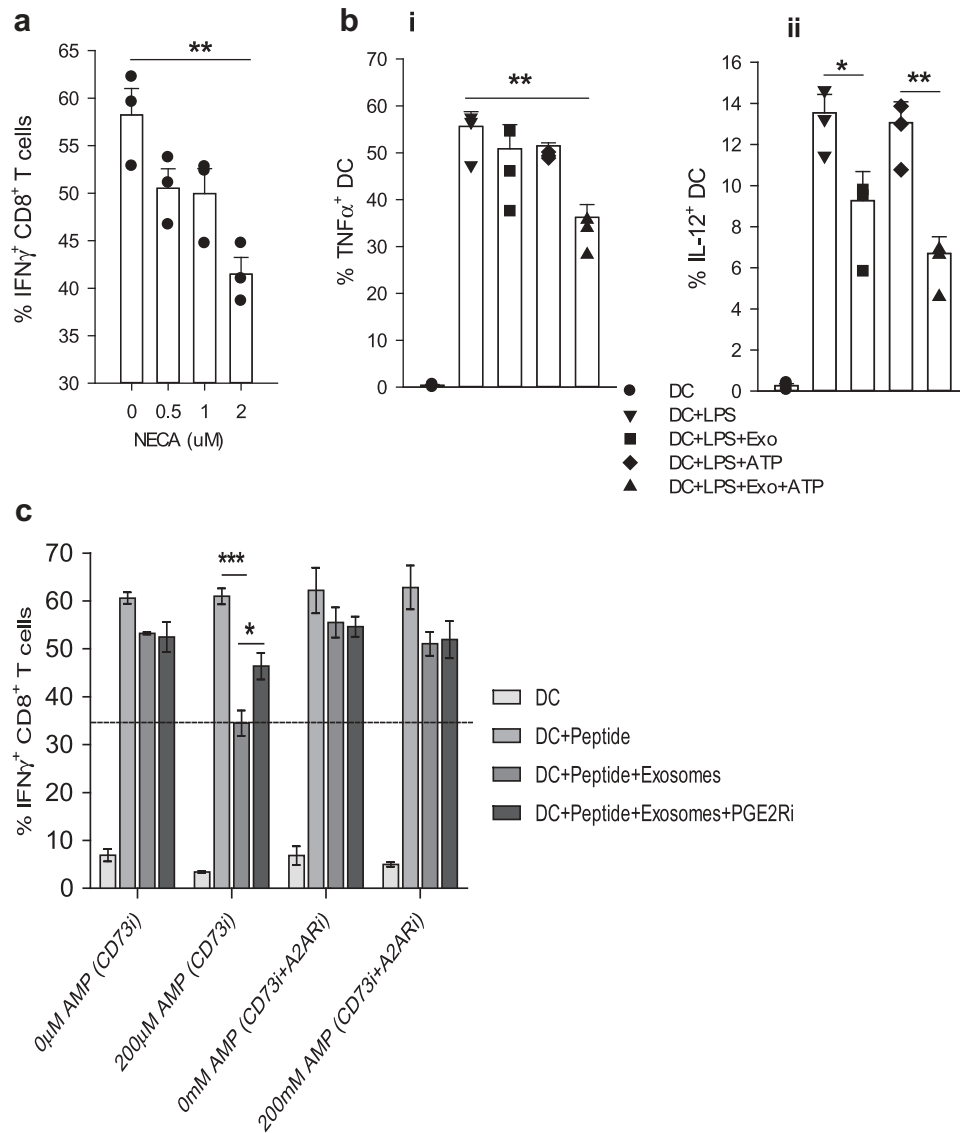 a
**
65
60
55
50
45
40
35
30
% IFNγ⁺ CD8⁺ T cells
0 0.5 1 2
NECA (uM)
b i
**
70
60
50
40
30
20
10
0
% TNFα⁺ DC
ii
* **
16
14
12
10
8
6
4
2
0
% IL-12⁺ DC
DC
DC+LPS
DC+LPS+Exo
DC+LPS+ATP
DC+LPS+Exo+ATP
c
***
*
70
60
50
40
30
20
10
0
% IFNγ⁺ CD8⁺ T cells
DC
DC+Peptide
DC+Peptide+Exosomes
DC+Peptide+Exosomes+PGE2Ri
0µM AMP (CD73i)
200µM AMP (CD73i)
0mM AMP (CD73i+A2ARi)
200mM AMP (CD73i+A2ARi)